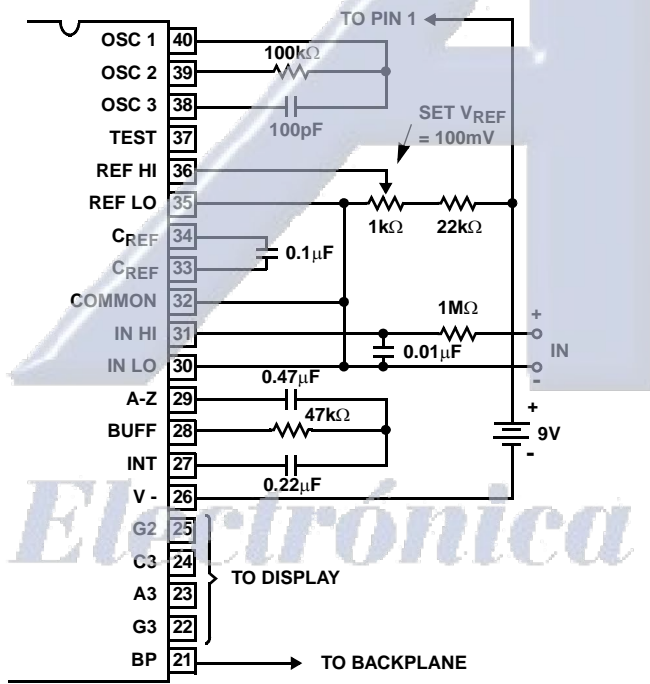 TO PIN 1
OSC 1 40
100kΩ
OSC 2 39
OSC 3 38
100pF
TEST 37
SET VREF
= 100mV
REF HI 36
REF LO 35
1kΩ 22kΩ
CREF 34
0.1μF
CREF 33
COMMON 32
1MΩ
IN HI 31
+
IN
0.01μF
IN LO 30
-
0.47μF
A-Z 29
47kΩ
+
BUFF 28
9V
-
INT 27
0.22μF
V - 26
Electrónica
G2 25
C3 24
TO DISPLAY
A3 23
G3 22
BP 21
TO BACKPLANE